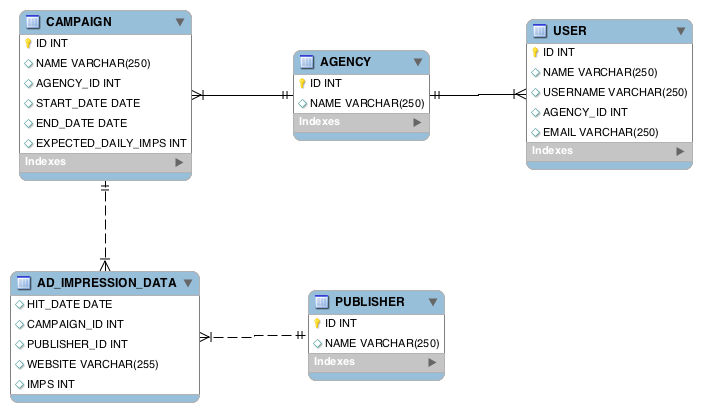 CAMPAIGN
ID INT
NAME VARCHAR(250)
AGENCY_ID INT
START_DATE DATE
END_DATE DATE
EXPECTED_DAILY_IMPS INT
Indexes
AGENCY
ID INT
NAME VARCHAR(250)
Indexes
USER
ID INT
NAME VARCHAR(250)
USERNAME VARCHAR(250)
AGENCY_ID INT
EMAIL VARCHAR(250)
Indexes
AD_IMPRESSION_DATA
HIT_DATE DATE
CAMPAIGN_ID INT
PUBLISHER_ID INT
WEBSITE VARCHAR(255)
IMPS INT
PUBLISHER
ID INT
NAME VARCHAR(250)
Indexes